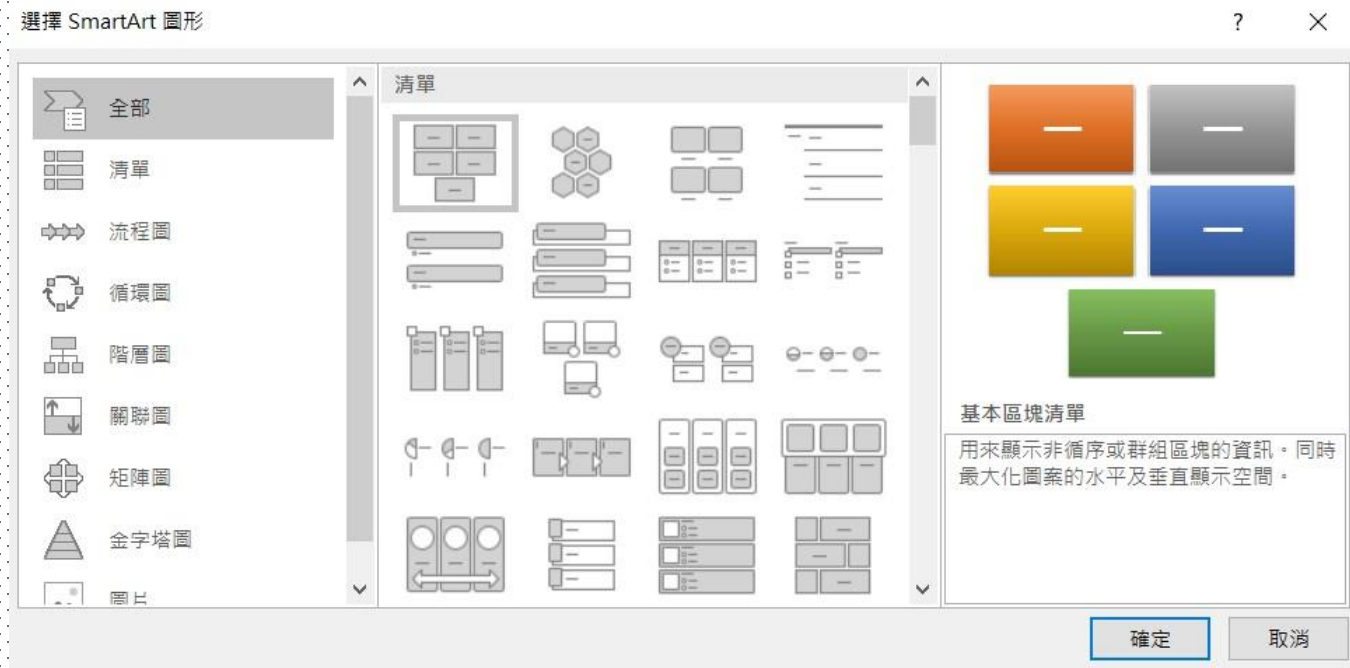 選擇 SmartArt 圖形
?
全部
清單
流程圖
循環圖
階層圖
關聯圖
矩陣圖
金字塔圖
圖片
清單
基本區塊清單
用來顯示非循序或群組區塊的資訊。同時
最大化圖案的水平及垂直顯示空間。
確定
取消